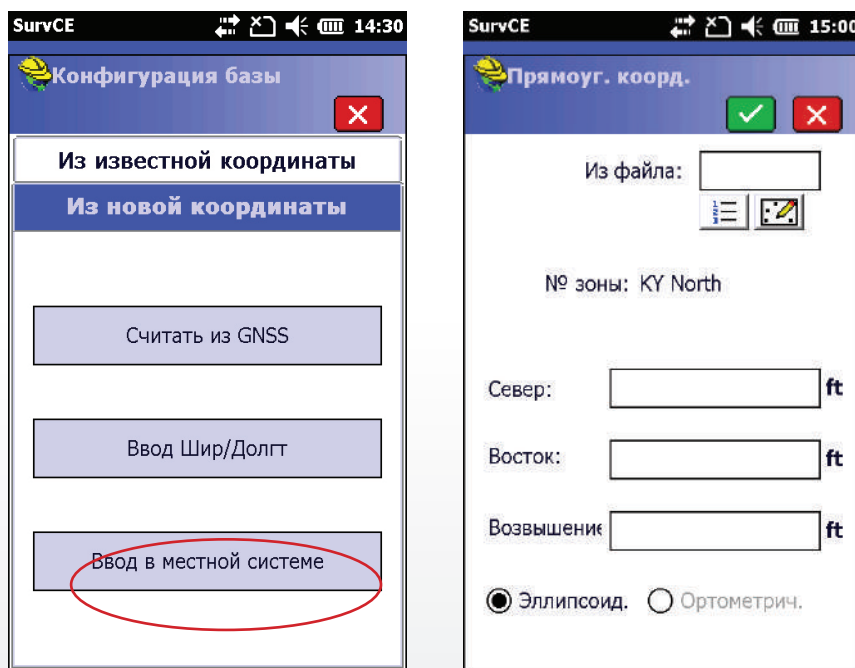 SurvCE 14:30
Конфигурация базы
Из известной координаты
Из новой координаты
Считать из GNSS
Ввод Шир/Долгт
Ввод в местной системе
SurvCE 15:00
Прямоуг. коорд.
Из файла:
№ зоны: KY North
Север: ft
Восток: ft
Возвышение ft
Эллипсоид. Ортометрич.